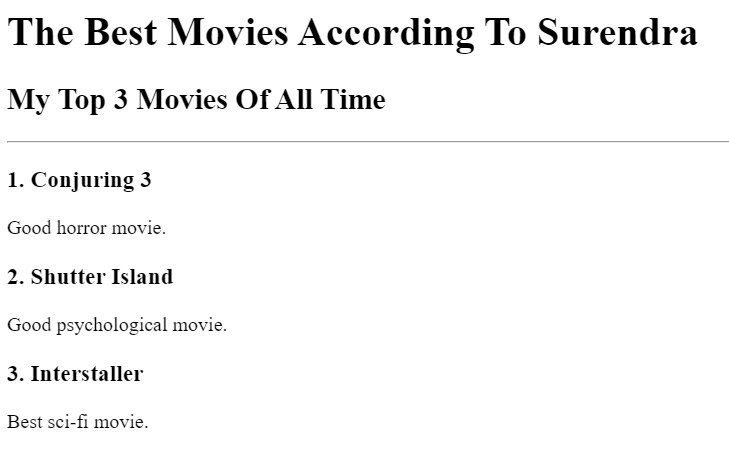 The Best Movies According To Surendra
My Top 3 Movies Of All Time
1. Conjuring 3
Good horror movie.
2. Shutter Island
Good psychological movie.
3. Interstaller
Best sci-fi movie.